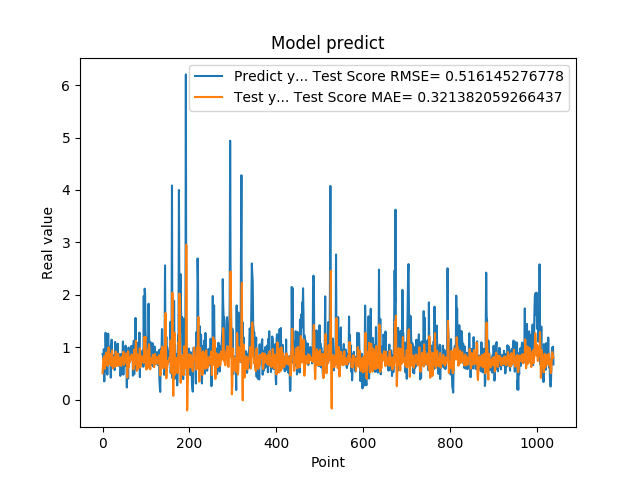 Model predict
Predict y... Test Score RMSE= 0.516145276778
Test y... Test Score MAE= 0.321382059266437
6
5
4
3
2
1
0
Real value
0 200 400 600 800 1000
Point